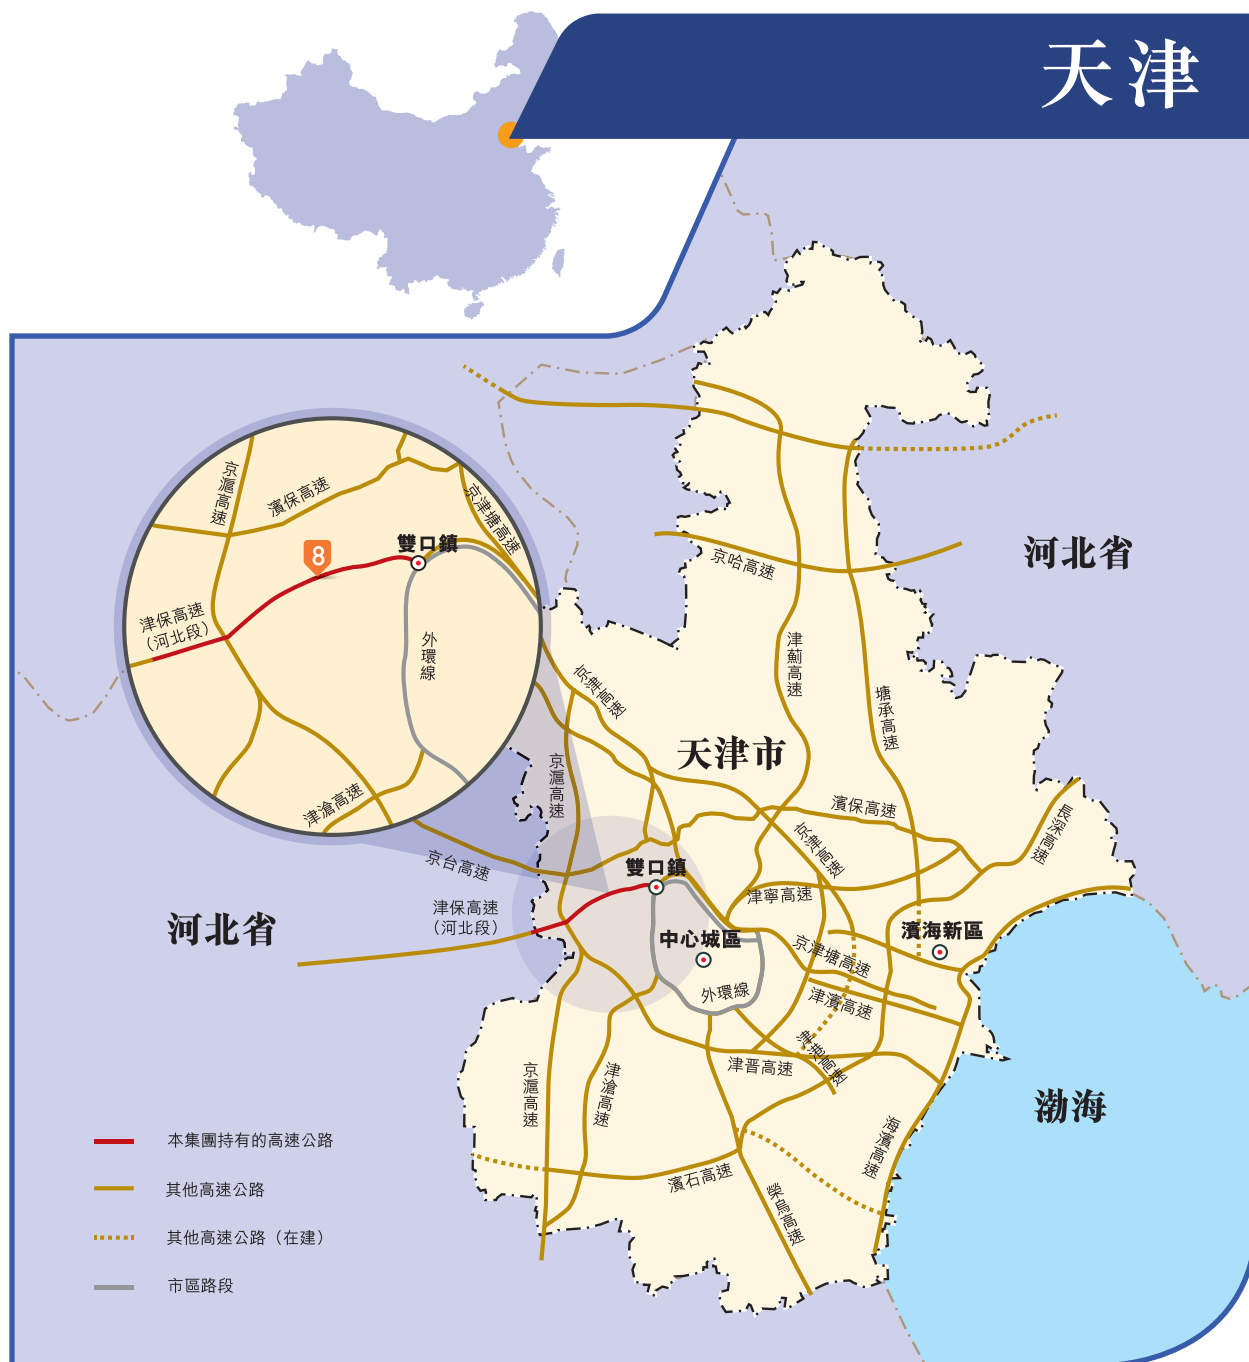 天津
京滬高速
濱保高速
京津塘高速
雙口鎮
8
津保高速
（河北段）
外環線
津滄高速
京哈高速
河北省
津薊高速
塘承高速
京津高速
天津市
京滬高速
濱保高速
長深高速
京津高速
京台高速
雙口鎮
津寧高速
津保高速
（河北段）
河北省
中心城區
濱海新區
京津塘高速
外環線
津濱高速
津港高速
津晋高速
京滬高速
津滄高速
渤海
海濱高速
濱石高速
榮烏高速
本集團持有的高速公路
其他高速公路
其他高速公路（在建）
市區路段